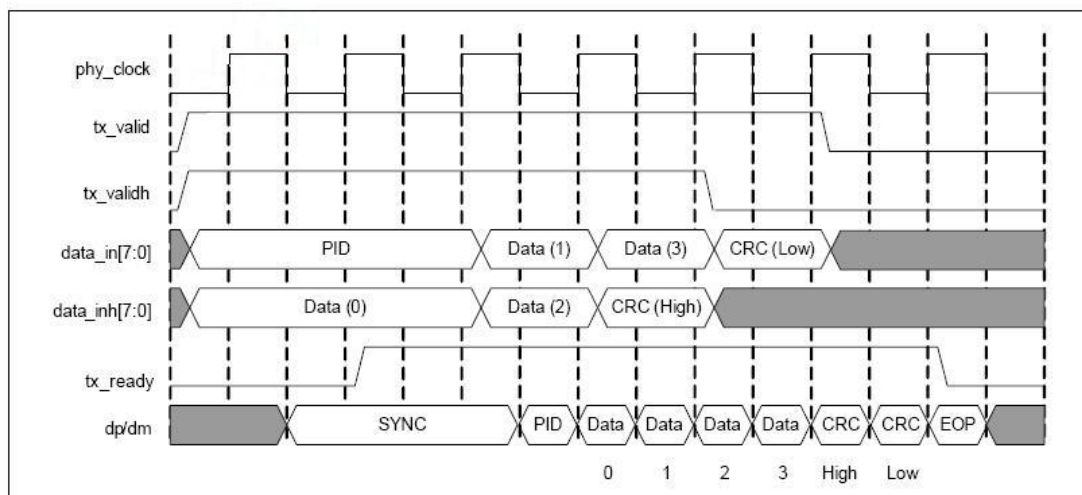 phy_clock
tx_valid
tx_validh
data_in[7:0] PID Data (1) Data (3) CRC (Low)
data_inh[7:0] Data (0) Data (2) CRC (High)
tx_ready
dp/dm SYNC PID Data Data Data Data CRC CRC EOP
0 1 2 3 High Low